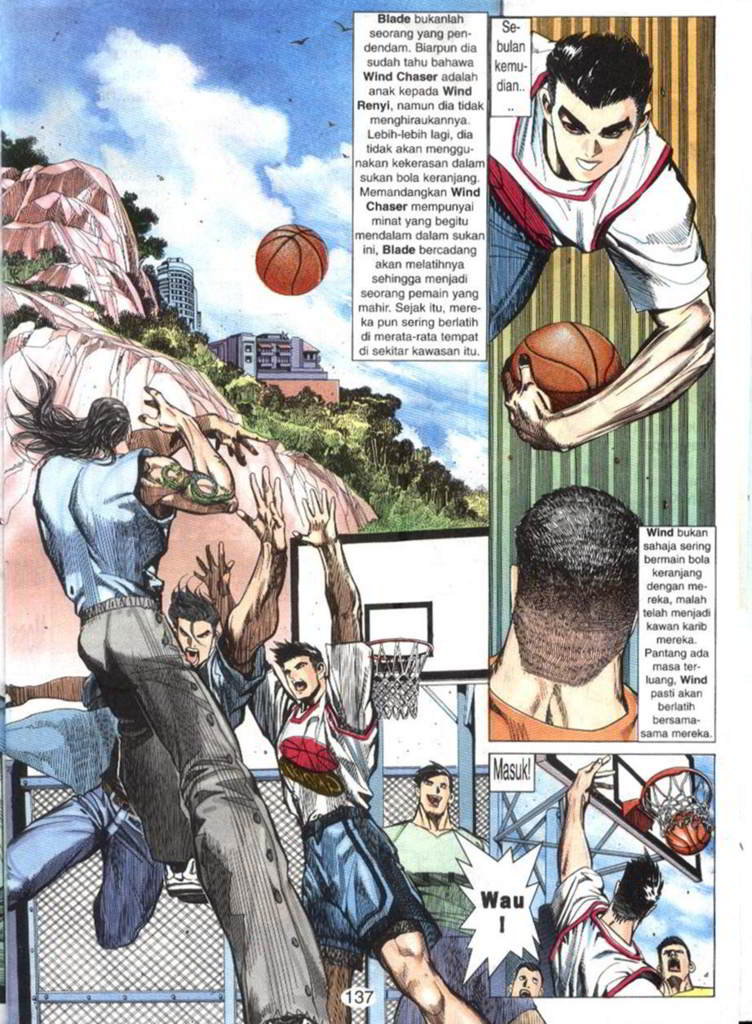 Blade bukanlah
seorang yang pen-
dendam. Biarpun dia
sudah tahu bahawa
Wind Chaser adalah
anak kepada Wind
Renyi, namun dia tidak
menghiraukannya.
Lebih-lebih lagi, dia
tidak akan menggu-
nakan kekerasan dalam
sukan bola keranjang.
Memandangkan Wind
Chaser mempunyai
minat yang begitu
mendalam dalam sukan
ini, Blade bercadang
akan melatihnya
sehingga menjadi
seorang pemain yang
mahir. Sejak itu, mere-
ka pun sering berlatih
di merata-rata tempat
di sekitar kawasan itu.
Se-
bulan
kemu-
dian..
..
Wind bukan
sahaja sering
bermain bola
keranjang
dengan me-
reka, malah
telah menjadi
kawan karib
mereka.
Pantang ada
masa ter-
luang, Wind
pasti akan
berlatih
bersama-
sama mereka.
Masuk!
Wau
!
137